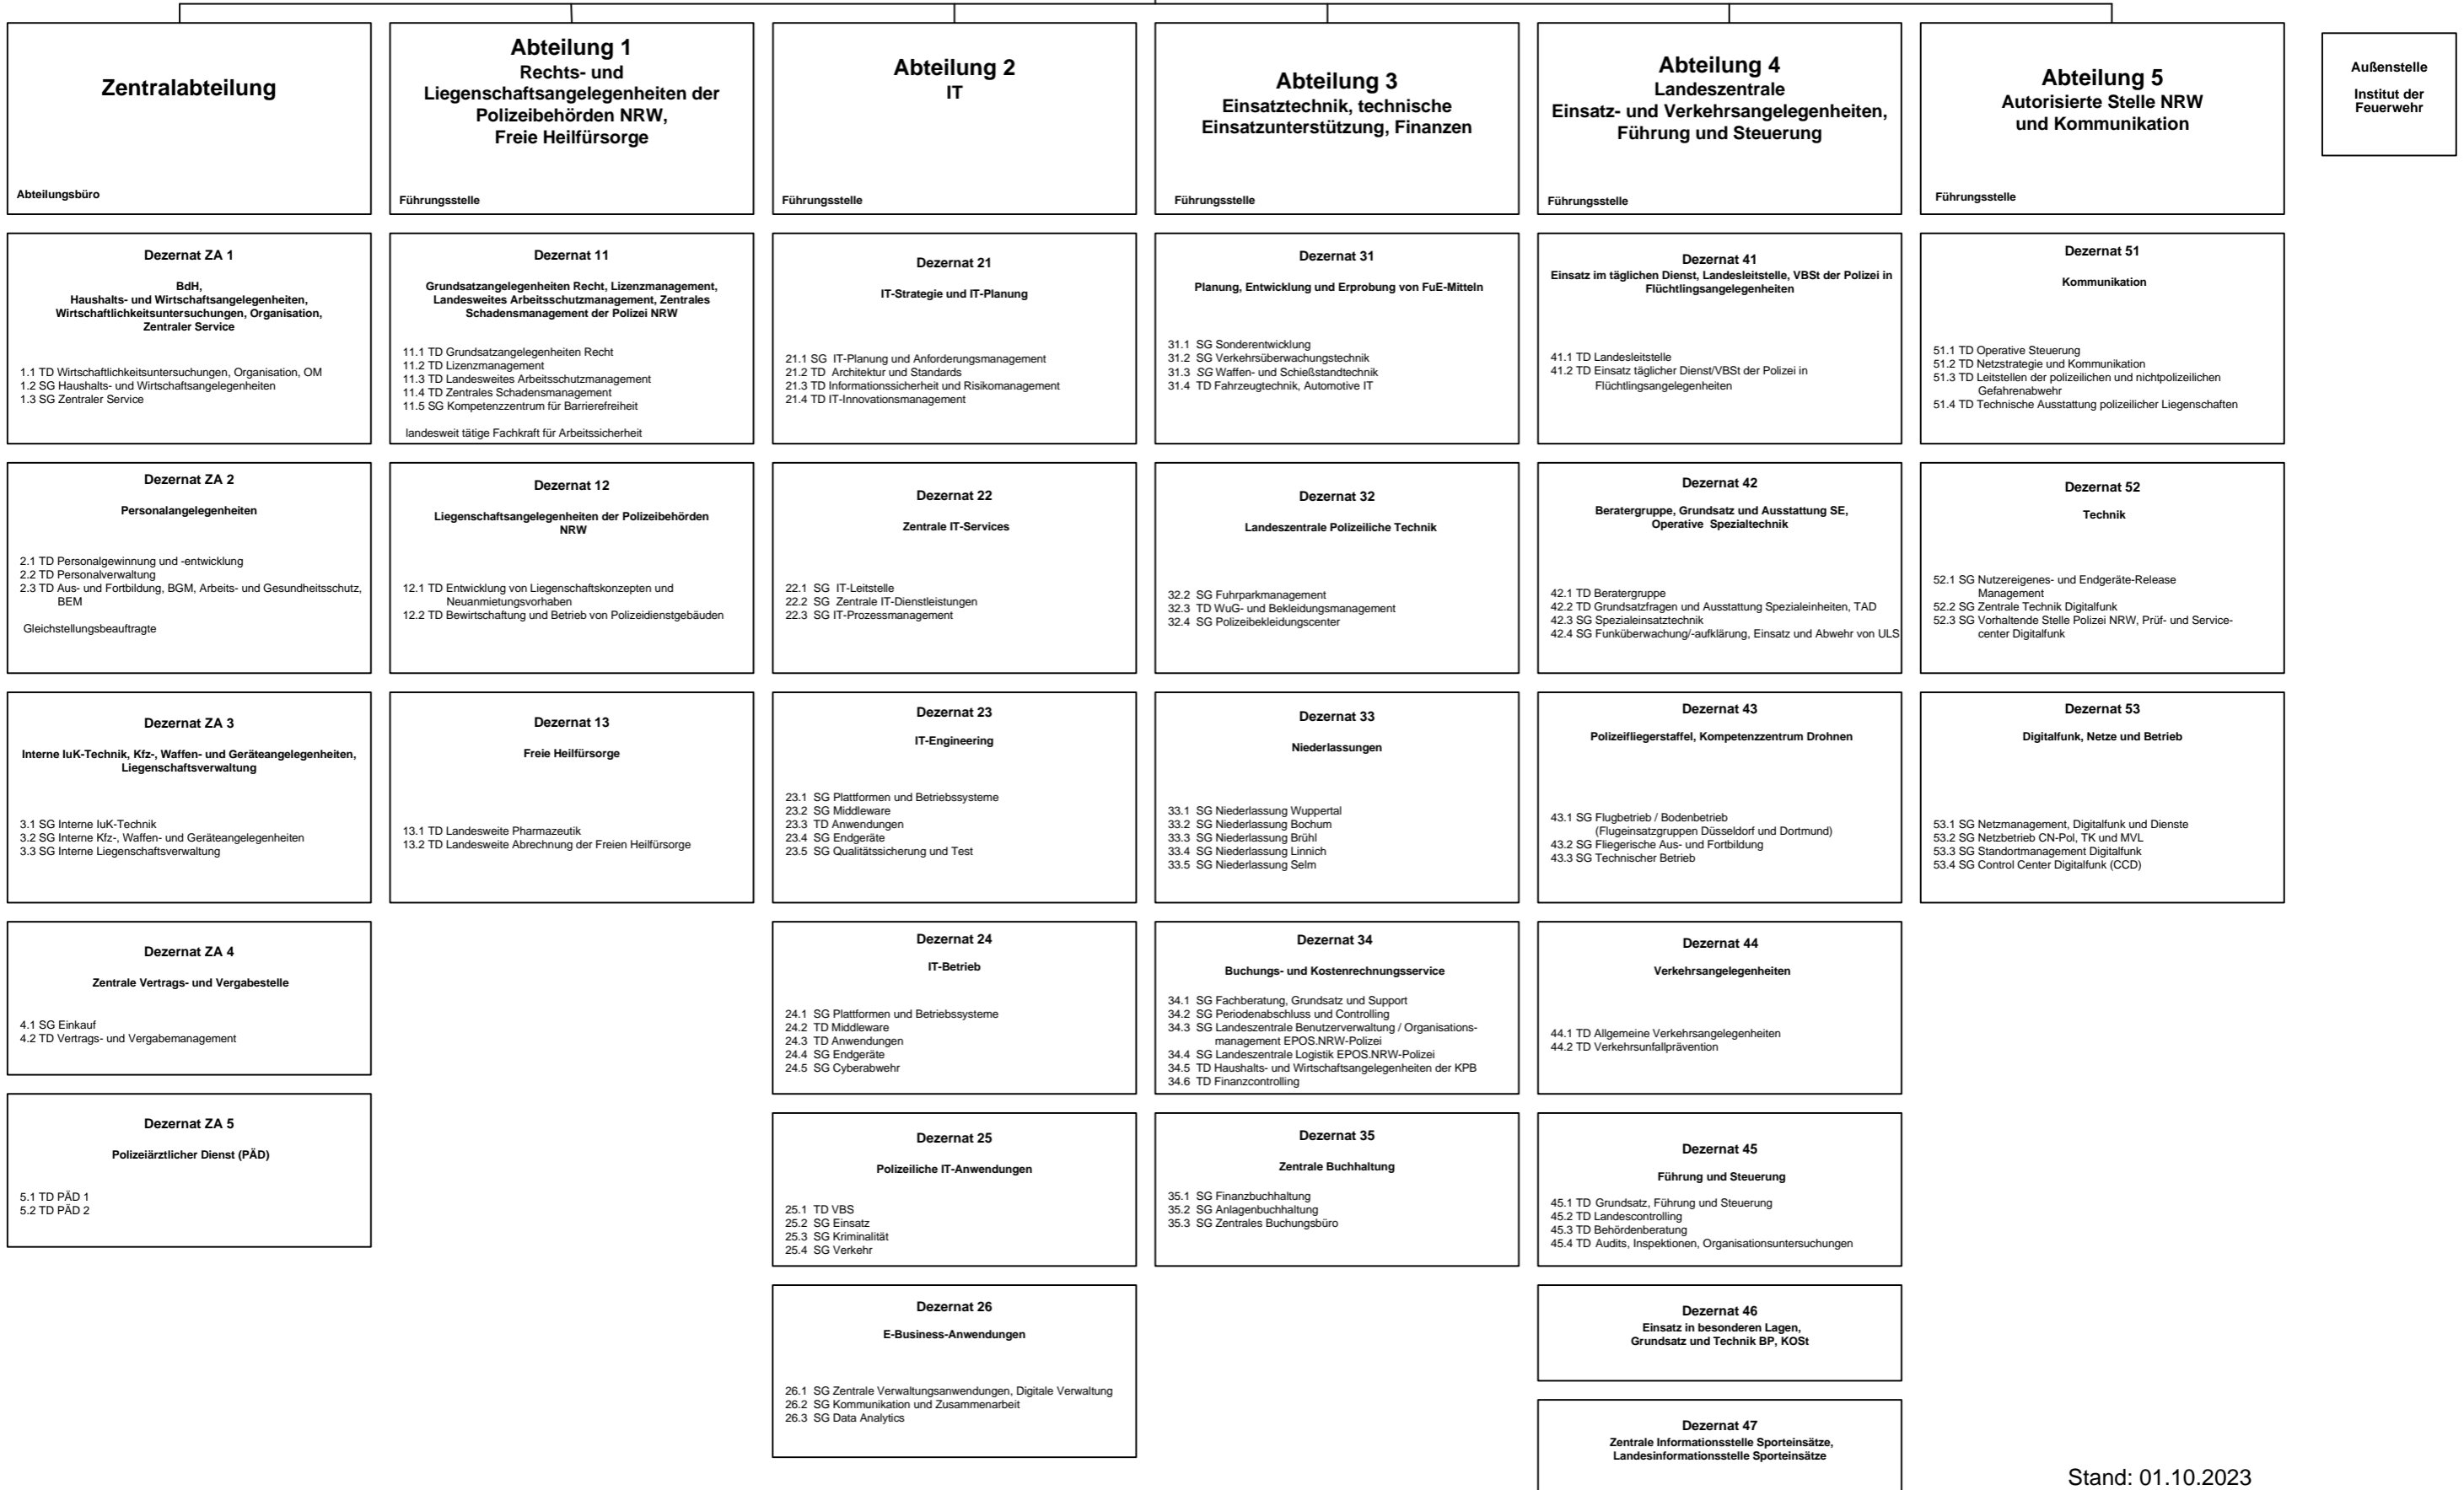 Zentralabteilung
Abteilungsbüro
Abteilung 1
Rechts- und
Liegenschaftsangelegenheiten der
Polizeibehörden NRW,
Freie Heilfürsorge
Führungsstelle
Abteilung 2
IT
Führungsstelle
Abteilung 3
Einsatztechnik, technische
Einsatzunterstützung, Finanzen
Führungsstelle
Abteilung 4
Landeszentrale
Einsatz- und Verkehrsangelegenheiten,
Führung und Steuerung
Führungsstelle
Abteilung 5
Autorisierte Stelle NRW
und Kommunikation
Führungsstelle
Außenstelle
Institut der
Feuerwehr
Dezernat ZA 1
BdH,
Haushalts- und Wirtschaftsangelegenheiten,
Wirtschaftlichkeitsuntersuchungen, Organisation,
Zentraler Service
1.1 TD Wirtschaftlichkeitsuntersuchungen, Organisation, OM
1.2 SG Haushalts- und Wirtschaftsangelegenheiten
1.3 SG Zentraler Service
Dezernat 11
Grundsatzangelegenheiten Recht, Lizenzmanagement,
Landesweites Arbeitsschutzmanagement, Zentrales
Schadensmanagement der Polizei NRW
11.1 TD Grundsatzangelegenheiten Recht
11.2 TD Lizenzmanagement
11.3 TD Landesweites Arbeitsschutzmanagement
11.4 TD Zentrales Schadensmanagement
11.5 SG Kompetenzzentrum für Barrierefreiheit
landesweit tätige Fachkraft für Arbeitssicherheit
Dezernat 21
IT-Strategie und IT-Planung
21.1 SG IT-Planung und Anforderungsmanagement
21.2 TD Architektur und Standards
21.3 TD Informationssicherheit und Risikomanagement
21.4 TD IT-Innovationsmanagement
Dezernat 31
Planung, Entwicklung und Erprobung von FuE-Mitteln
31.1 SG Sonderentwicklung
31.2 SG Verkehrsüberwachungstechnik
31.3 SG Waffen- und Schießstandtechnik
31.4 TD Fahrzeugtechnik, Automotive IT
Dezernat 41
Einsatz im täglichen Dienst, Landesleitstelle, VBSt der Polizei in
Flüchtlingsangelegenheiten
41.1 TD Landesleitstelle
41.2 TD Einsatz täglicher Dienst/VBSt der Polizei in
Flüchtlingsangelegenheiten
Dezernat 51
Kommunikation
51.1 TD Operative Steuerung
51.2 TD Netzstrategie und Kommunikation
51.3 TD Leitstellen der polizeilichen und nichtpolizeilichen
Gefahrenabwehr
51.4 TD Technische Ausstattung polizeilicher Liegenschaften
Dezernat ZA 2
Personalangelegenheiten
2.1 TD Personalgewinnung und -entwicklung
2.2 TD Personalverwaltung
2.3 TD Aus- und Fortbildung, BGM, Arbeits- und Gesundheitsschutz,
BEM
Gleichstellungsbeauftragte
Dezernat 12
Liegenschaftsangelegenheiten der Polizeibehörden
NRW
12.1 TD Entwicklung von Liegenschaftskonzepten und
Neuanmietungsvorhaben
12.2 TD Bewirtschaftung und Betrieb von Polizeidienstgebäuden
Dezernat 22
Zentrale IT-Services
22.1 SG IT-Leitstelle
22.2 SG Zentrale IT-Dienstleistungen
22.3 SG IT-Prozessmanagement
Dezernat 32
Landeszentrale Polizeiliche Technik
32.2 SG Fuhrparkmanagement
32.3 TD WuG- und Bekleidungsmanagement
32.4 SG Polizeibekleidungscenter
Dezernat 42
Beratergruppe, Grundsatz und Ausstattung SE,
Operative Spezialtechnik
42.1 TD Beratergruppe
42.2 TD Grundsatzfragen und Ausstattung Spezialeinheiten, TAD
42.3 SG Spezialeinsatztechnik
42.4 SG Funküberwachung/-aufklärung, Einsatz und Abwehr von ULS
Dezernat 52
Technik
52.1 SG Nutzereigenes- und Endgeräte-Release
Management
52.2 SG Zentrale Technik Digitalfunk
52.3 SG Vorhaltende Stelle Polizei NRW, Prüf- und Service-
center Digitalfunk
Dezernat ZA 3
Interne IuK-Technik, Kfz-, Waffen- und Geräteangelegenheiten,
Liegenschaftsverwaltung
3.1 SG Interne IuK-Technik
3.2 SG Interne Kfz-, Waffen- und Geräteangelegenheiten
3.3 SG Interne Liegenschaftsverwaltung
Dezernat 13
Freie Heilfürsorge
13.1 TD Landesweite Pharmazeutik
13.2 TD Landesweite Abrechnung der Freien Heilfürsorge
Dezernat 23
IT-Engineering
23.1 SG Plattformen und Betriebssysteme
23.2 SG Middleware
23.3 TD Anwendungen
23.4 SG Endgeräte
23.5 SG Qualitätssicherung und Test
Dezernat 33
Niederlassungen
33.1 SG Niederlassung Wuppertal
33.2 SG Niederlassung Bochum
33.3 SG Niederlassung Brühl
33.4 SG Niederlassung Linnich
33.5 SG Niederlassung Selm
Dezernat 43
Polizeifliegerstaffel, Kompetenzzentrum Drohnen
43.1 SG Flugbetrieb / Bodenbetrieb
(Flugeinsatzgruppen Düsseldorf und Dortmund)
43.2 SG Fliegerische Aus- und Fortbildung
43.3 SG Technischer Betrieb
Dezernat 53
Digitalfunk, Netze und Betrieb
53.1 SG Netzmanagement, Digitalfunk und Dienste
53.2 SG Netzbetrieb CN-Pol, TK und MVL
53.3 SG Standortmanagement Digitalfunk
53.4 SG Control Center Digitalfunk (CCD)
Dezernat ZA 4
Zentrale Vertrags- und Vergabestelle
4.1 SG Einkauf
4.2 TD Vertrags- und Vergabemanagement
Dezernat 24
IT-Betrieb
24.1 SG Plattformen und Betriebssysteme
24.2 TD Middleware
24.3 TD Anwendungen
24.4 SG Endgeräte
24.5 SG Cyberabwehr
Dezernat 34
Buchungs- und Kostenrechnungsservice
34.1 SG Fachberatung, Grundsatz und Support
34.2 SG Periodenabschluss und Controlling
34.3 SG Landeszentrale Benutzerverwaltung / Organisations-
management EPOS.NRW-Polizei
34.4 SG Landeszentrale Logistik EPOS.NRW-Polizei
34.5 TD Haushalts- und Wirtschaftsangelegenheiten der KPB
34.6 TD Finanzcontrolling
Dezernat 44
Verkehrsangelegenheiten
44.1 TD Allgemeine Verkehrsangelegenheiten
44.2 TD Verkehrsunfallprävention
Dezernat ZA 5
Polizeiärztlicher Dienst (PÄD)
5.1 TD PÄD 1
5.2 TD PÄD 2
Dezernat 25
Polizeiliche IT-Anwendungen
25.1 TD VBS
25.2 SG Einsatz
25.3 SG Kriminalität
25.4 SG Verkehr
Dezernat 35
Zentrale Buchhaltung
35.1 SG Finanzbuchhaltung
35.2 SG Anlagenbuchhaltung
35.3 SG Zentrales Buchungsbüro
Dezernat 45
Führung und Steuerung
45.1 TD Grundsatz, Führung und Steuerung
45.2 TD Landescontrolling
45.3 TD Behördenberatung
45.4 TD Audits, Inspektionen, Organisationsuntersuchungen
Dezernat 26
E-Business-Anwendungen
26.1 SG Zentrale Verwaltungsanwendungen, Digitale Verwaltung
26.2 SG Kommunikation und Zusammenarbeit
26.3 SG Data Analytics
Dezernat 46
Einsatz in besonderen Lagen,
Grundsatz und Technik BP, KOSt
Dezernat 47
Zentrale Informationsstelle Sporteinsätze,
Landesinformationsstelle Sporteinsätze
Stand: 01.10.2023